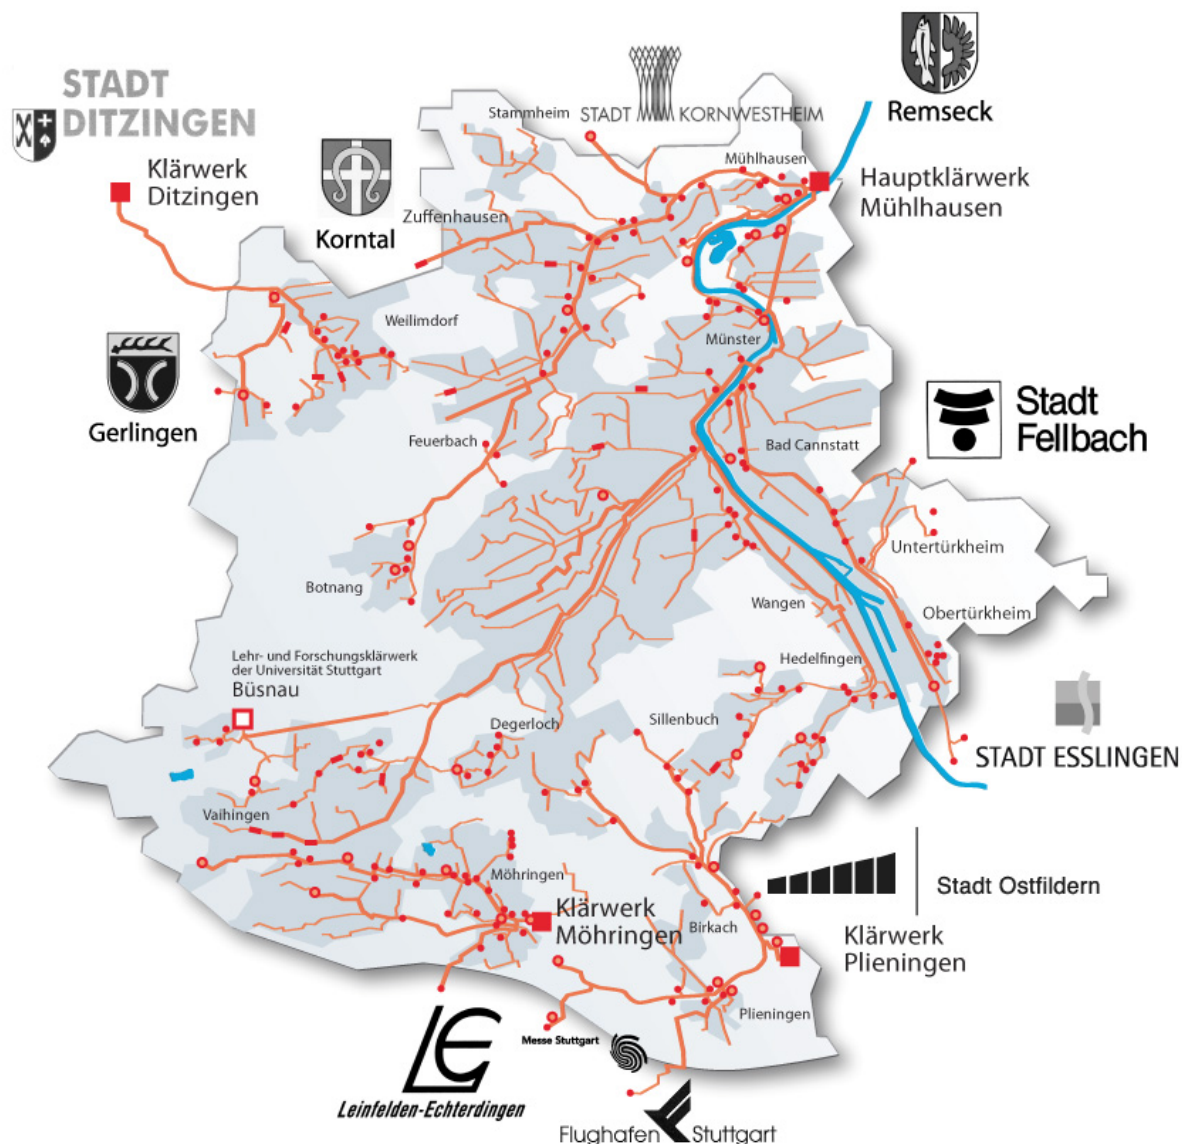 Remseck
STADT
DITZINGEN
Stammheim
STADT KORNWESTHEIM
Mühlhausen
Klärwerk
Ditzingen
Hauptklärwerk
Mühlhausen
Zuffenhausen
Korntal
Weilimdorf
Münster
Gerlingen
Stadt
Fellbach
Feuerbach
Bad Cannstatt
Untertürkheim
Botnang
Wangen
Obertürkheim
Lehr- und Forschungsklärwerk
der Universität Stuttgart
Büsnau
Hedelfingen
Degerloch
Sillenbuch
STADT ESSLINGEN
Vaihingen
Möhringen
Stadt Ostfildern
Klärwerk
Möhringen
Birkach
Klärwerk
Plieningen
Plieningen
Messe Stuttgart
LE
Leinfelden-Echterdingen
Flughafen Stuttgart